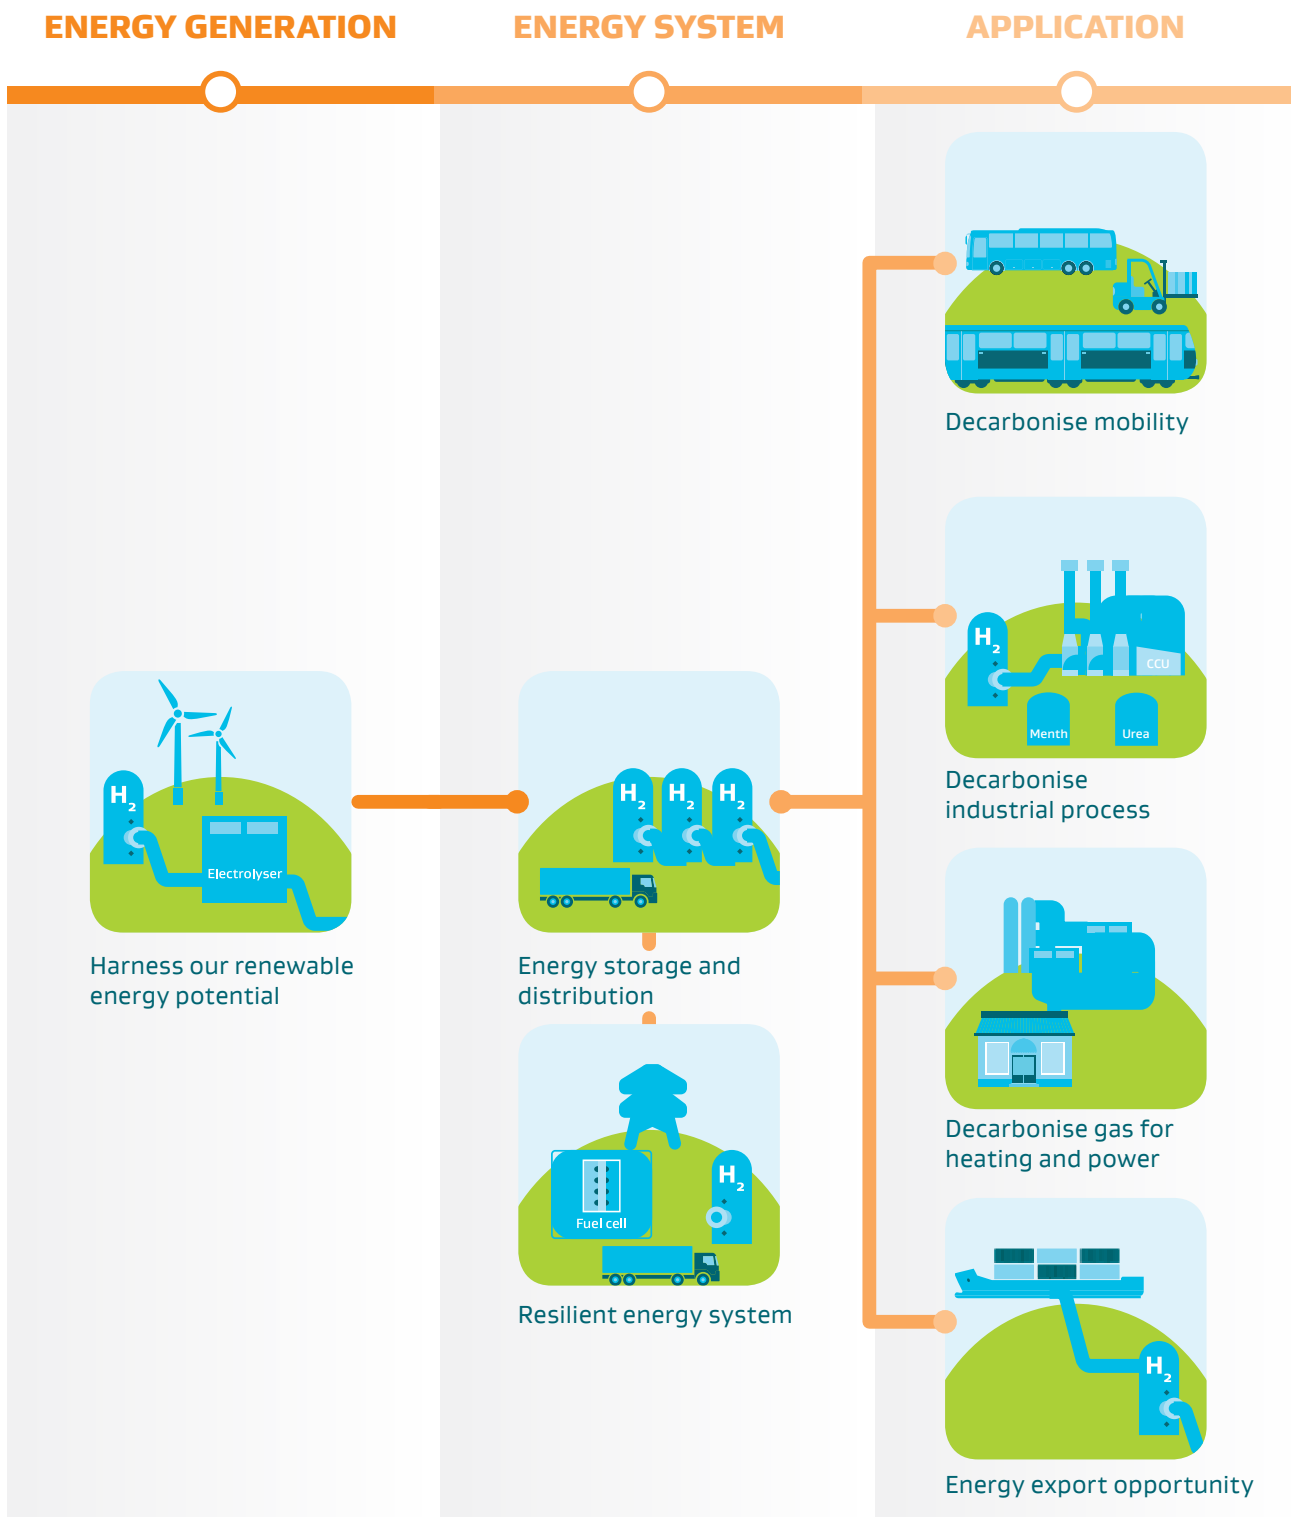 ENERGY GENERATION
ENERGY SYSTEM
APPLICATION
Decarbonise mobility
H2
CCU
Menth
Urea
Decarbonise
industrial process
H2
Electrolyser
Harness our renewable
energy potential
H2
H2
H2
Energy storage and
distribution
Fuel cell
H2
Resilient energy system
Decarbonise gas for
heating and power
H2
Energy export opportunity